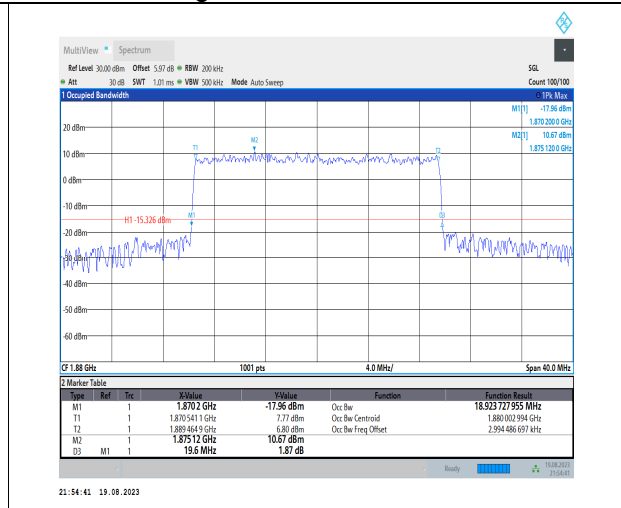 MultiView Spectrum
Ref Level 30.00 dBm Offset 5.97 dB RBW 200 kHz SGL
Att 30 dB SWT 1.01 ms VBW 500 kHz Mode Auto Sweep Count 100/100
1 Occupied Bandwidth 1Pk Max
M1[1] -17.96 dBm
1.870 200 0 GHz
M2[1] 10.67 dBm
1.875 120 0 GHz
20 dBm
M2
T1
T2
10 dBm
0 dBm
-10 dBm
M1
D3
H1 -15.326 dBm
-20 dBm
-30 dBm
-40 dBm
-50 dBm
-60 dBm
CF 1.88 GHz 1001 pts 4.0 MHz/ Span 40.0 MHz
2 Marker Table
Type Ref Trc X-Value Y-Value Function Function Result
M1 1 1.870 2 GHz -17.96 dBm Occ Bw 18.923 727 955 MHz
T1 1 1.870 541 1 GHz 7.77 dBm Occ Bw Centroid 1.880 002 994 GHz
T2 1 1.889 464 9 GHz 6.80 dBm Occ Bw Freq Offset 2.994 486 697 kHz
M2 1 1.875 12 GHz 10.67 dBm
D3 M1 1 19.6 MHz 1.87 dB
Ready 19.08.2023
21:54:41
21:54:41 19.08.2023